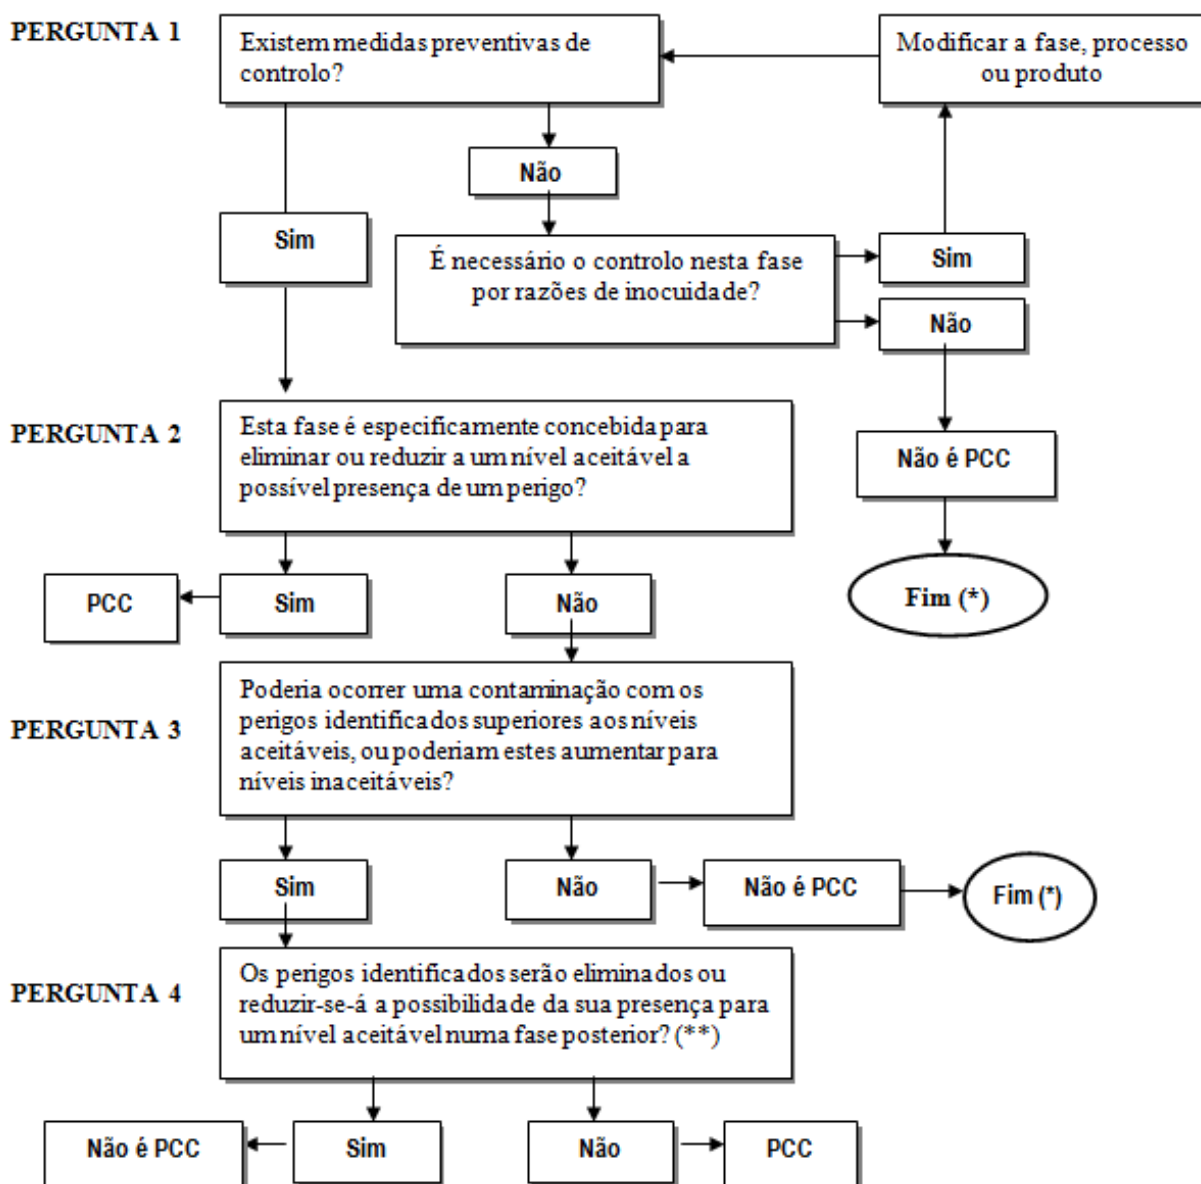 PERGUNTA 1
Existem medidas preventivas de
controlo?
Modificar a fase, processo
ou produto
Não
Sim
É necessário o controlo nesta fase
por razões de inocuidade?
Sim
Não
PERGUNTA 2
Esta fase é especificamente concebida para
eliminar ou reduzir a um nível aceitável a
possível presença de um perigo?
Não é PCC
PCC
Sim
Não
Fim (*)
PERGUNTA 3
Poderia ocorrer uma contaminação com os
perigos identificados superiores aos níveis
aceitáveis, ou poderiam estes aumentar para
níveis inaceitáveis?
Sim
Não
Não é PCC
Fim (*)
PERGUNTA 4
Os perigos identificados serão eliminados ou
reduzir-se-á a possibilidade da sua presença para
um nível aceitável numa fase posterior? (**)
Não é PCC
Sim
Não
PCC